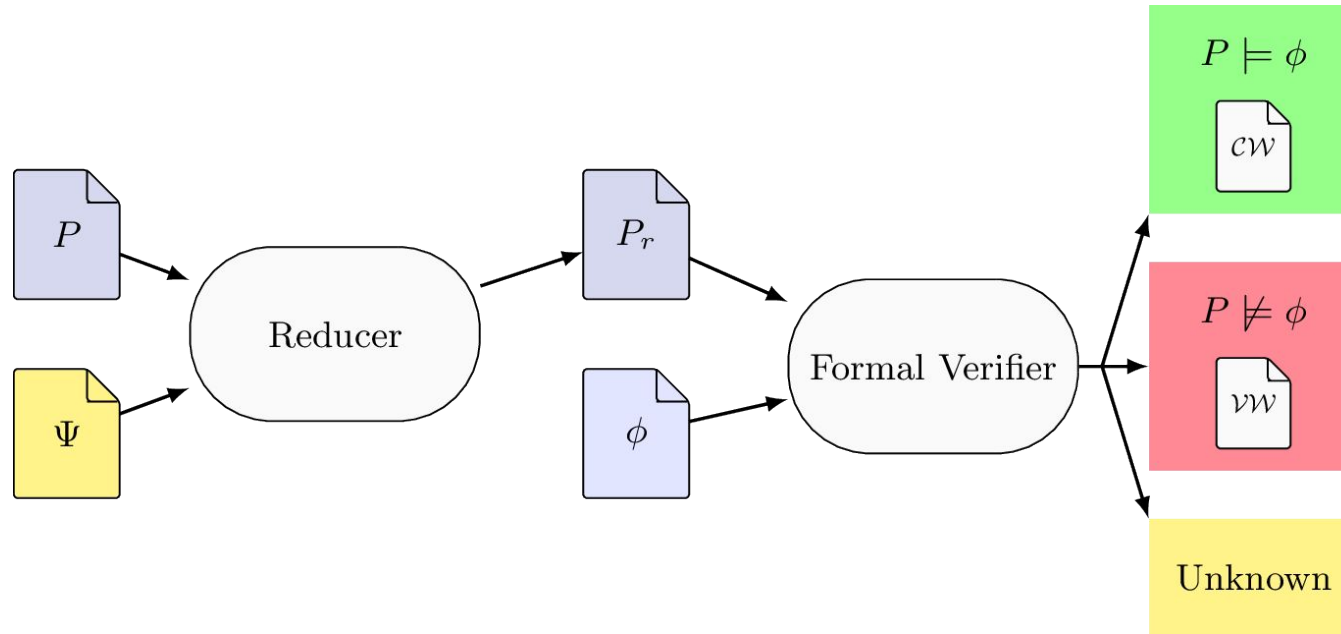 P
Ψ
Reducer
P_r
ϕ
Formal Verifier
P ⊨ ϕ
𝒞𝒲
P ⊭ ϕ
𝒱𝒲
Unknown